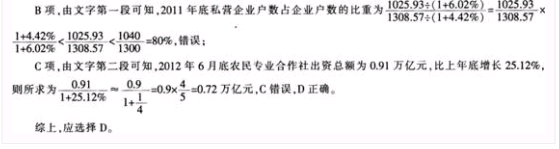 B 项,由文字第一段可知,2011 年底私营企业户数占企业户数的比重为 \frac{1025.93÷(1+6.02%)}{1308.57÷(1+4.42%)} = \frac{1025.93}{1308.57} ×
\frac{1+4.42%}{1+6.02%} < \frac{1025.93}{1308.57} < \frac{1040}{1300} =80%,错误;
C 项,由文字第二段可知,2012 年 6 月底农民专业合作社出资总额为 0.91 万亿元,比上年底增长 25.12%,
则所求为 \frac{0.91}{1+25.12%} ≈ \frac{0.9}{1+\frac{1}{4}} =0.9× \frac{4}{5} =0.72 万亿元,C 错误,D 正确。
综上,应选择 D。